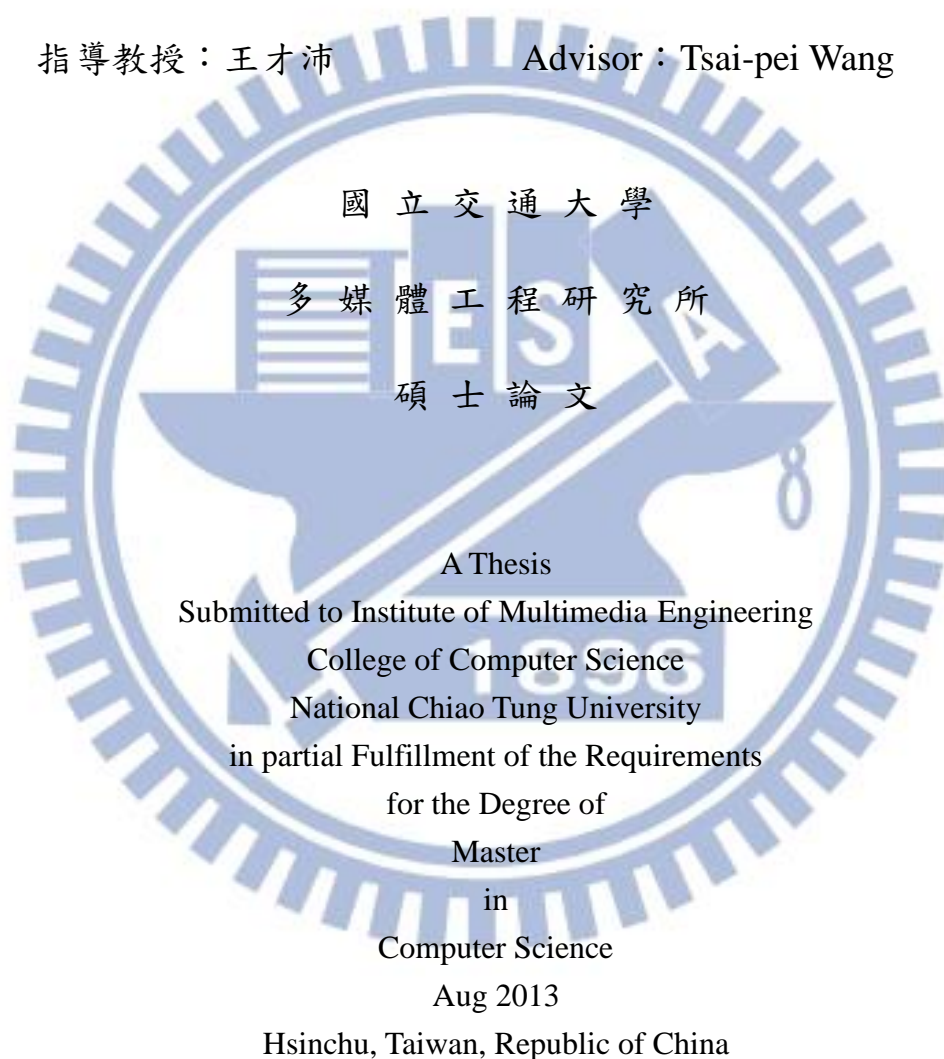 指導教授：王才沛 Advisor：Tsai-pei Wang
國 立 交 通 大 學
多 媒 體 工 程 研 究 所
E S A
碩 士 論 文
A Thesis
Submitted to Institute of Multimedia Engineering
College of Computer Science
1896
National Chiao Tung University
in partial Fulfillment of the Requirements
for the Degree of
Master
in
Computer Science
Aug 2013
Hsinchu, Taiwan, Republic of China